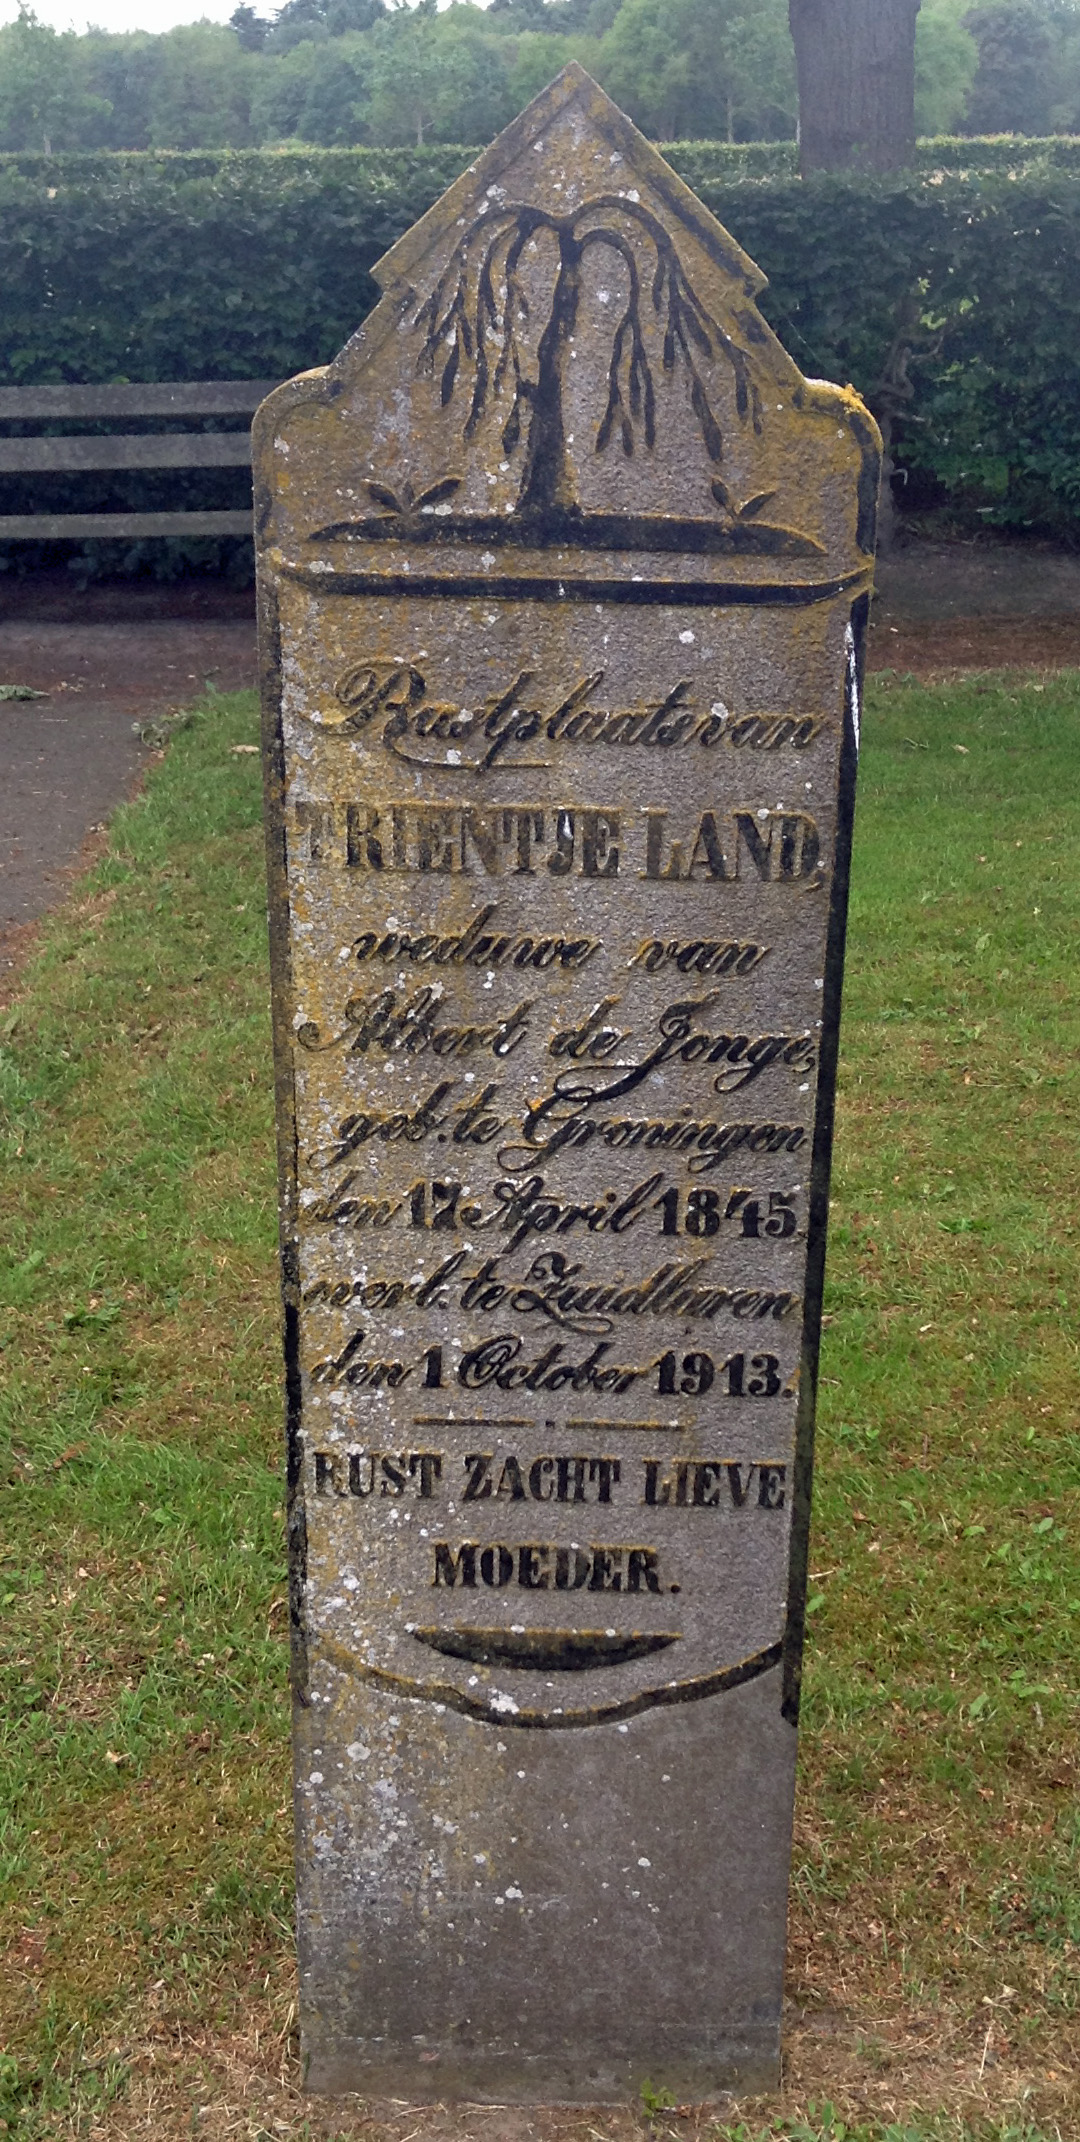 Rustplaats van
TRIENTJE LAND,
weduwe van
Albert de Jonge,
geb. te Groningen
den 17 April 1845
overl. te Zuidlaren
den 1 October 1913.
RUST ZACHT LIEVE
MOEDER.